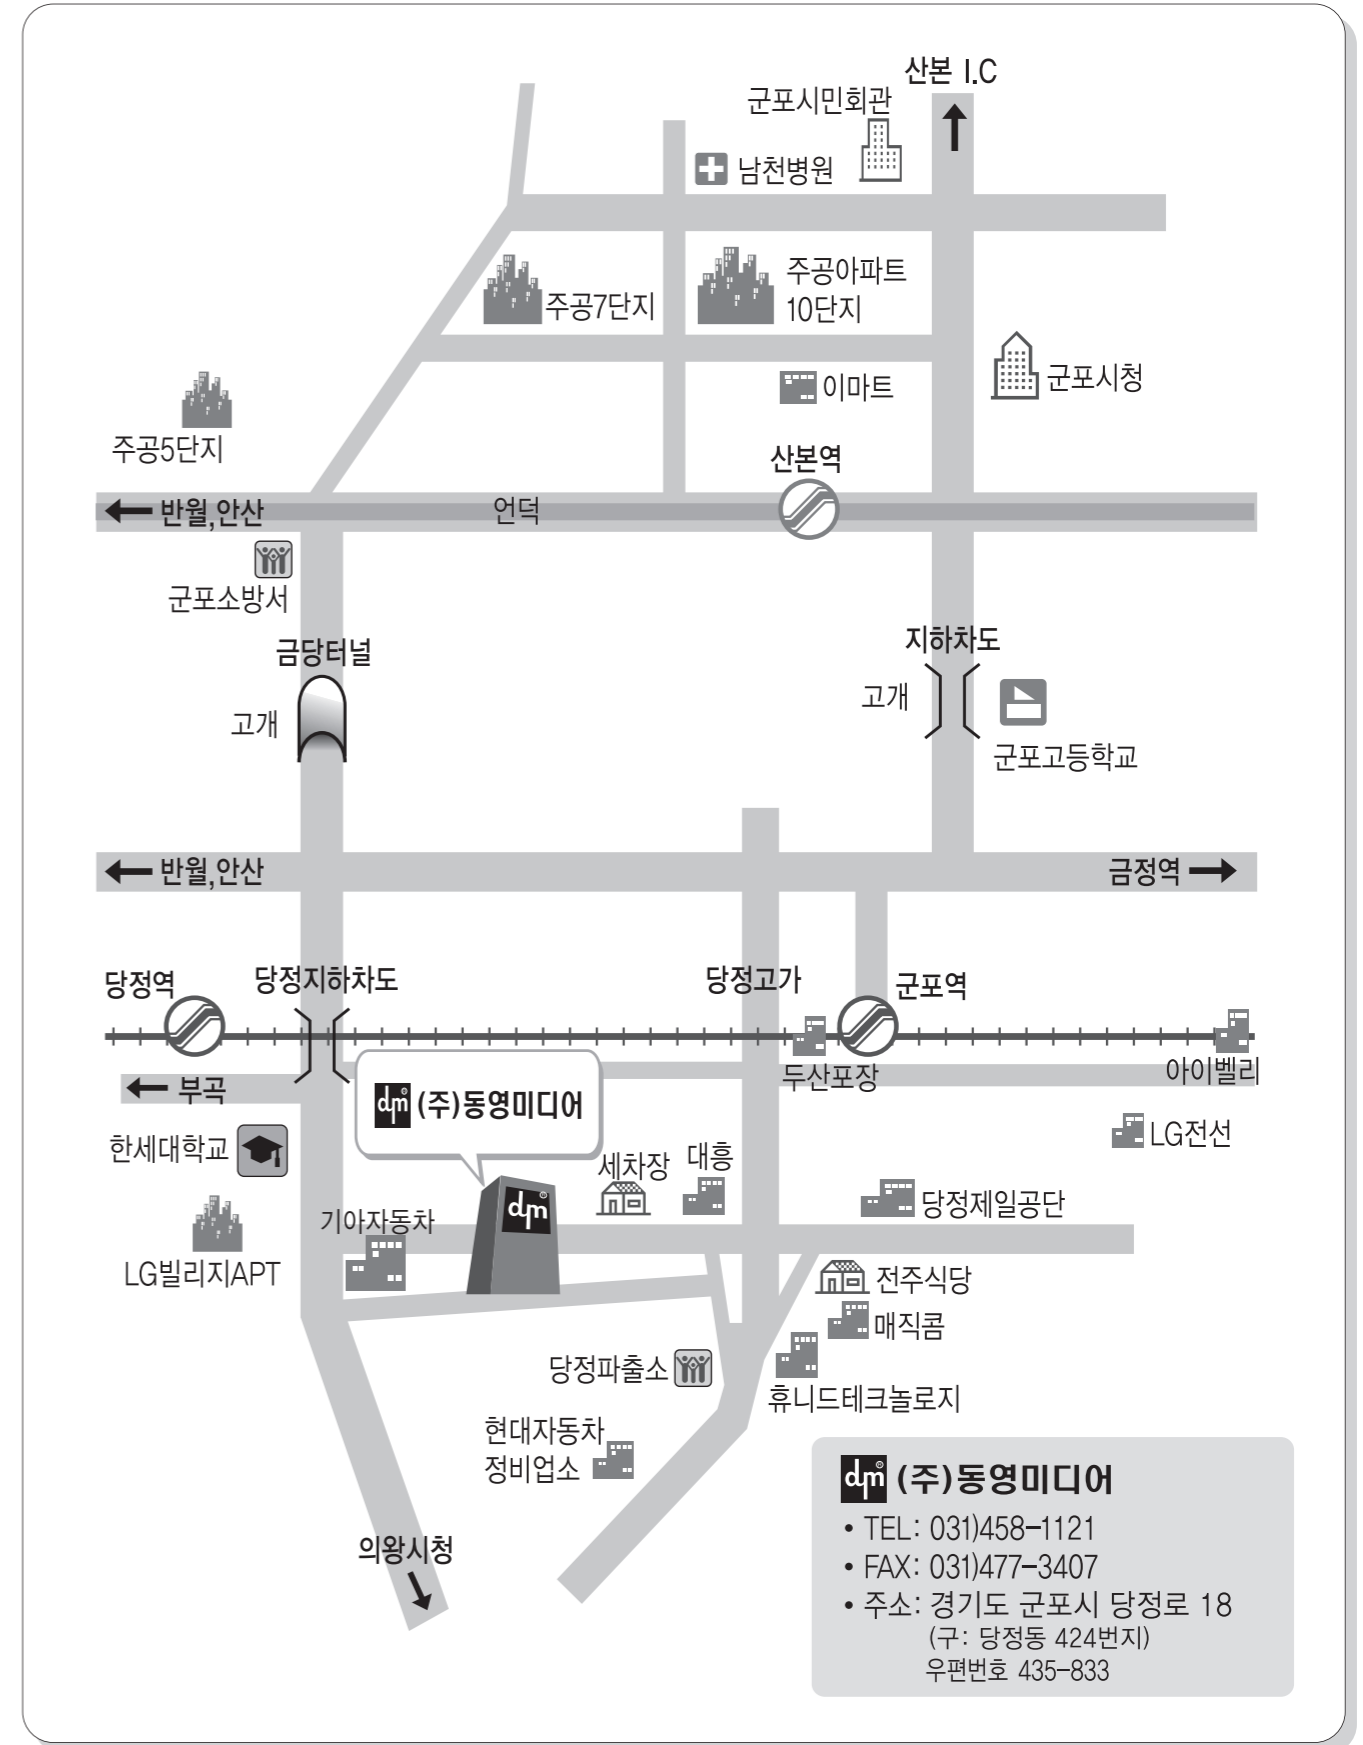 산본 I.C
군포시민회관
남천병원
주공아파트
10단지
주공7단지
군포시청
이마트
주공5단지
산본역
반월,안산
언덕
군포소방서
금당터널
지하차도
고개
고개
군포고등학교
반월,안산
금정역
당정역
당정지하차도
당정고가
군포역
두산포장
아이벨리
부곡
dm (주)동영미디어
LG전선
한세대학교
세차장
대흥
dm
당정제일공단
기아자동차
LG빌리지APT
전주식당
매직콤
당정파출소
휴니드테크놀로지
현대자동차
정비업소
의왕시청
dm (주)동영미디어
• TEL: 031)458-1121
• FAX: 031)477-3407
• 주소: 경기도 군포시 당정로 18
(구: 당정동 424번지)
우편번호 435-833